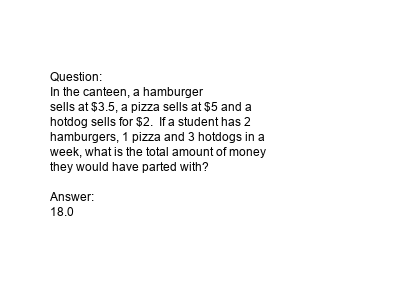 Question:
In the canteen, a hamburger
sells at $3.5, a pizza sells at $5 and a
hotdog sells for $2.  If a student has 2
hamburgers, 1 pizza and 3 hotdogs in a
week, what is the total amount of money
they would have parted with?

Answer:
18.0